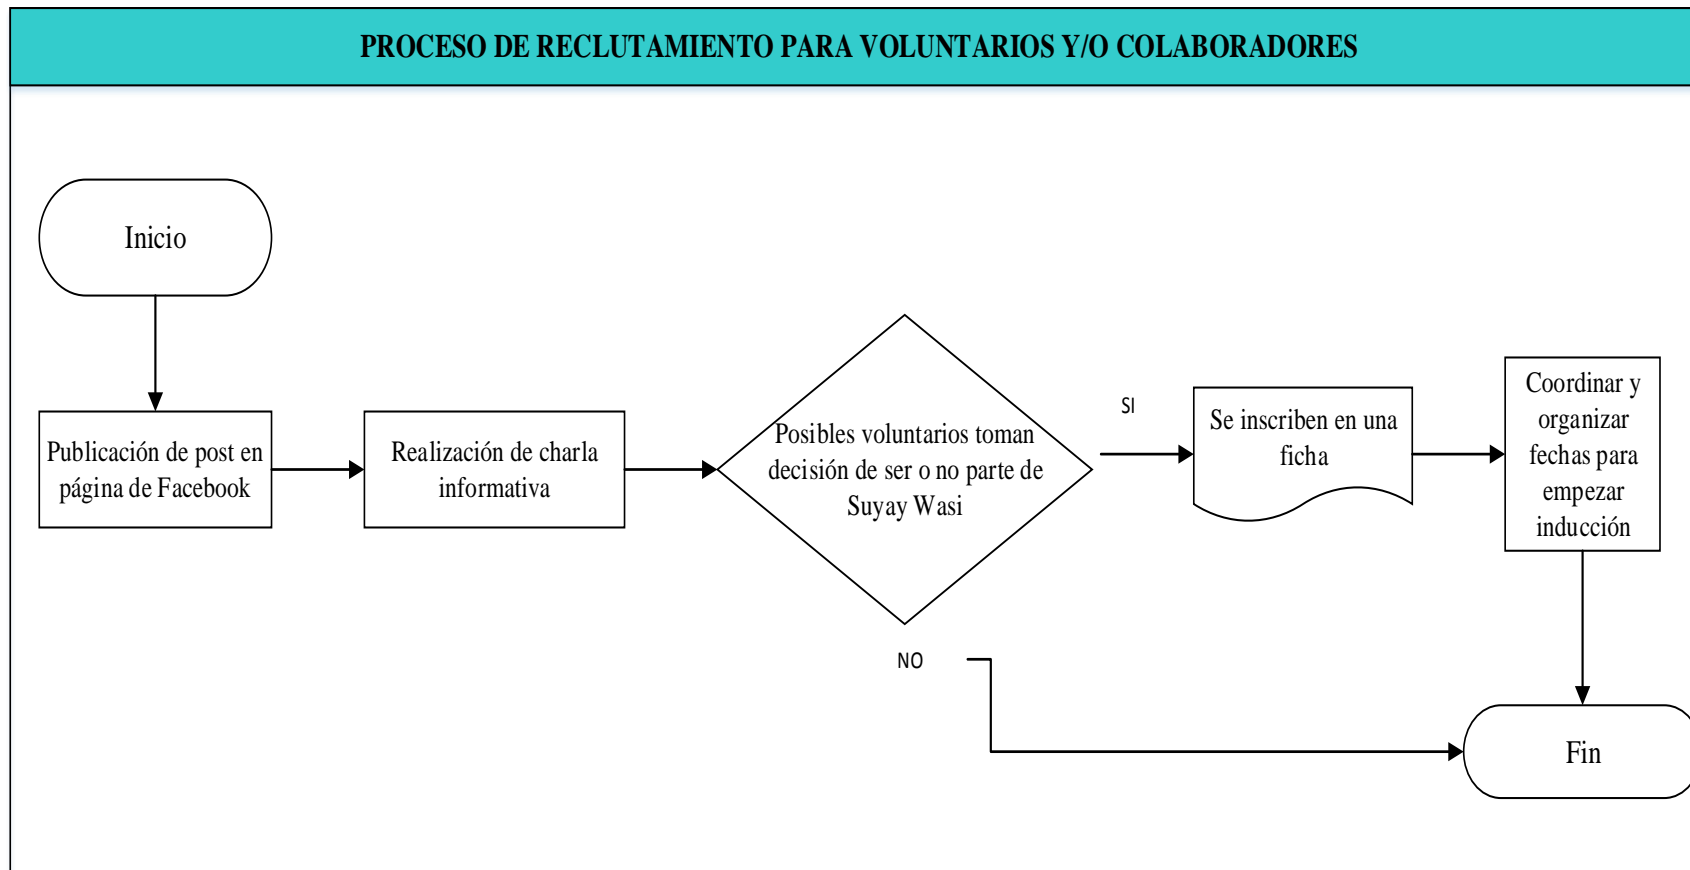 PROCESO DE RECLUTAMIENTO PARA VOLUNTARIOS Y/O COLABORADORES
Inicio
Publicación de post en
página de Facebook
Realización de charla
informativa
Posibles voluntarios toman
decisión de ser o no parte de
Suyay Wasi
SI
Se inscriben en una
ficha
Coordinar y
organizar
fechas para
empezar
inducción
NO
Fin